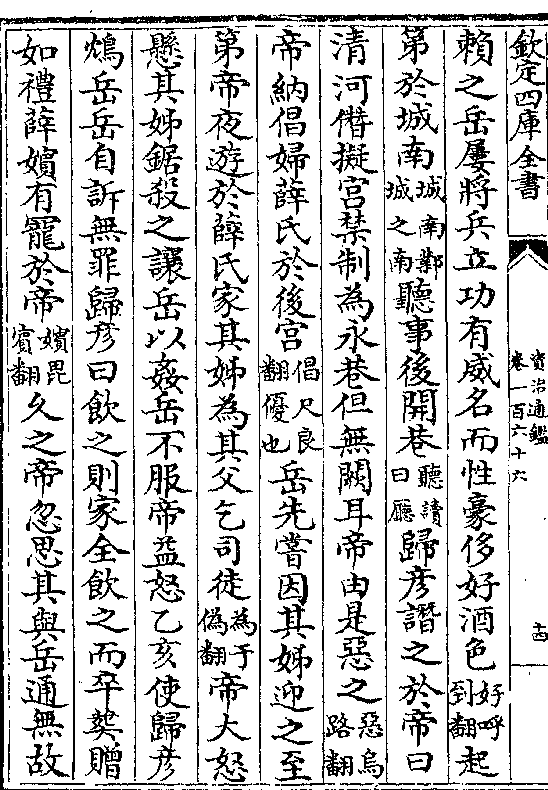 欽定四庫全書
資治通鑑
卷一百六十六
十四
賴之岳屢將兵立功有威名而性豪侈好酒色好呼到翻起
第於城南城南鄴城之南聽事後開巷聽讀曰廳歸彥譖之於帝曰
清河僭擬宫禁制為永巷但無闕耳帝由是惡之惡烏路翻
帝納倡婦薛氏於後宫倡尺良翻優也岳先嘗因其姊迎之至
第帝夜遊於薛氏家其姊為其父乞司徒為于偽翻帝大怒
懸其姊鋸殺之讓岳以姦岳不服帝益怒乙亥使歸彥
鴆岳岳自訴無罪歸彥曰飲之則家全飲之而卒葬贈
如禮薛嬪有寵於帝嬪毘賓翻久之帝忽思其與岳通無故